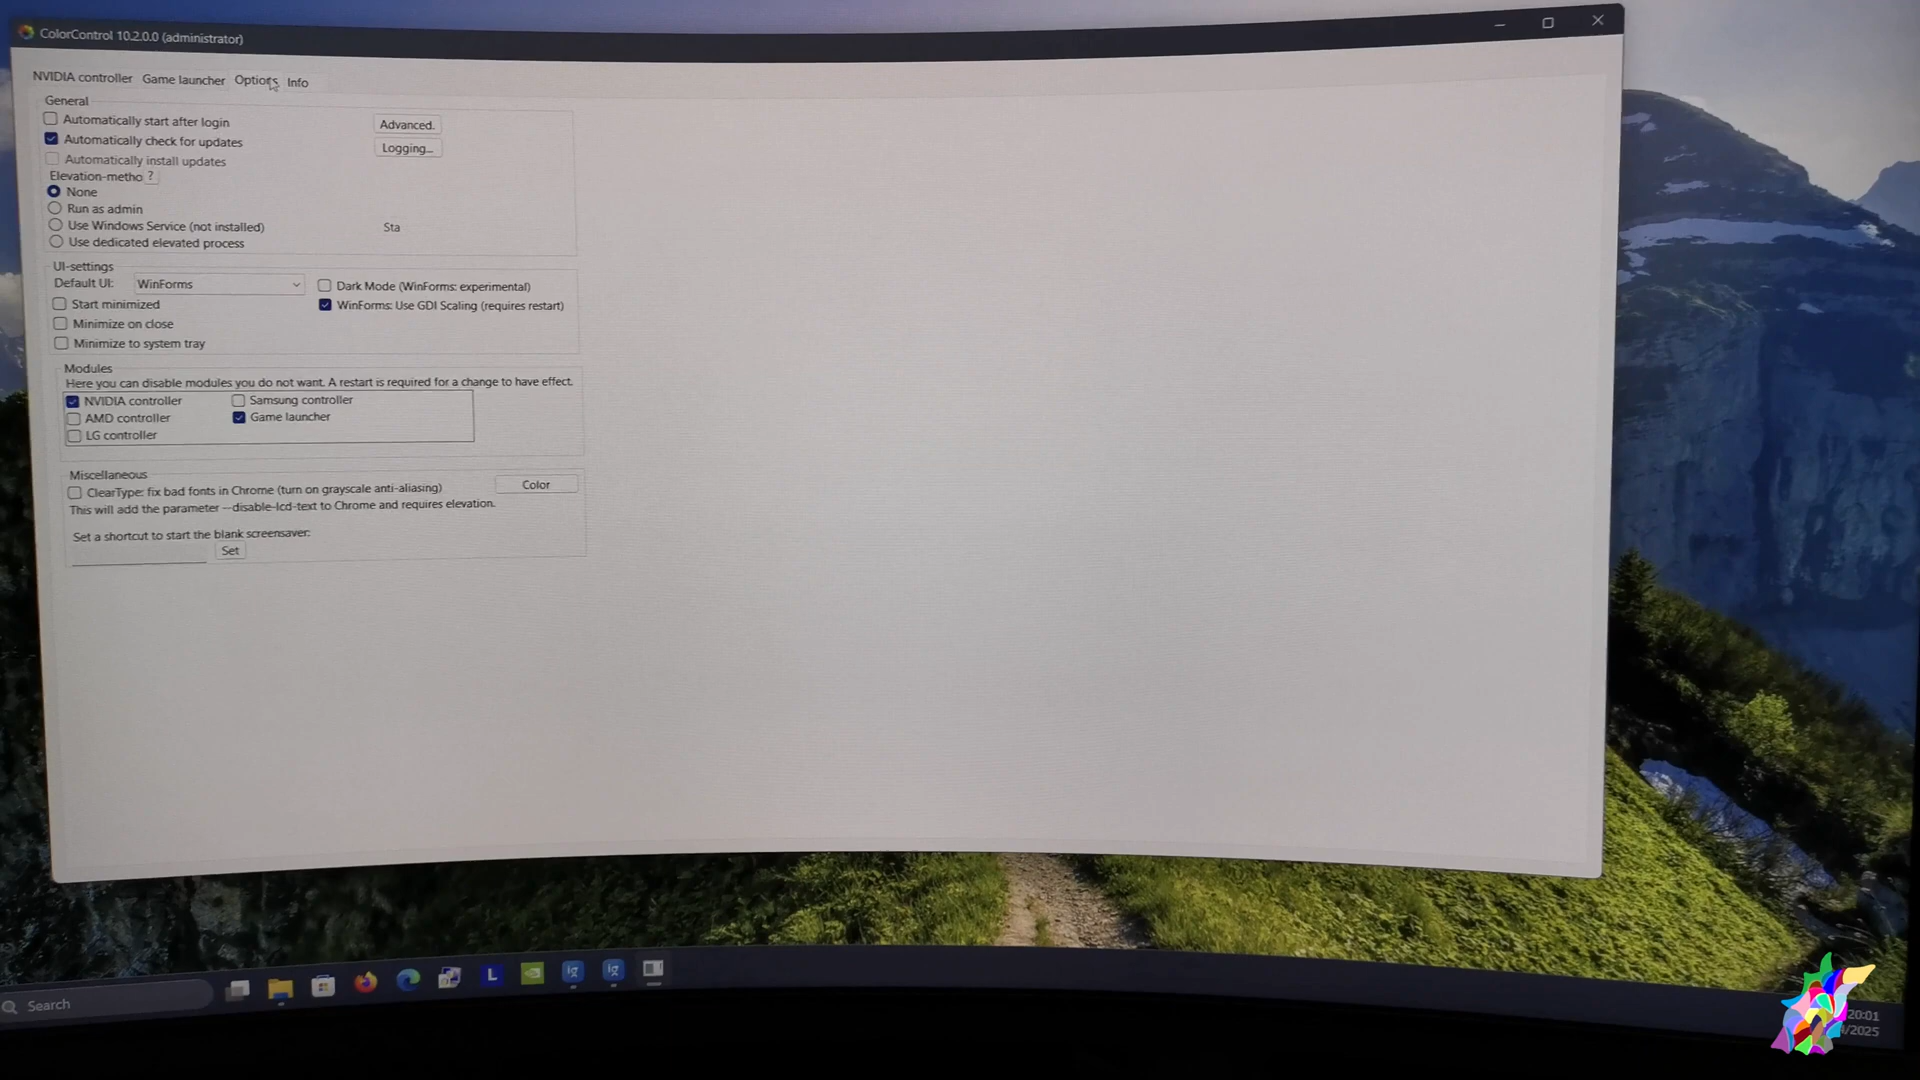 ColorControl 10.2.0.0 (administrator)
NVIDIA controller Game launcher Options Info
General
Automatically start after login
Advanced.
Automatically check for updates
Logging...
Automatically install updates
Elevation-metho ?
None
Run as admin
Use Windows Service (not installed)
Sta
Use dedicated elevated process
UI-settings
Default UI: WinForms
Dark Mode (WinForms: experimental)
Start minimized
WinForms: Use GDI Scaling (requires restart)
Minimize on close
Minimize to system tray
Modules
Here you can disable modules you do not want. A restart is required for a change to have effect.
NVIDIA controller
Samsung controller
AMD controller
Game launcher
LG controller
Miscellaneous
ClearType: fix bad fonts in Chrome (turn on grayscale anti-aliasing)
Color
This will add the parameter --disable-lcd-text to Chrome and requires elevation.
Set a shortcut to start the blank screensaver:
Set
Search
L
ig
ig
20:01
/2025